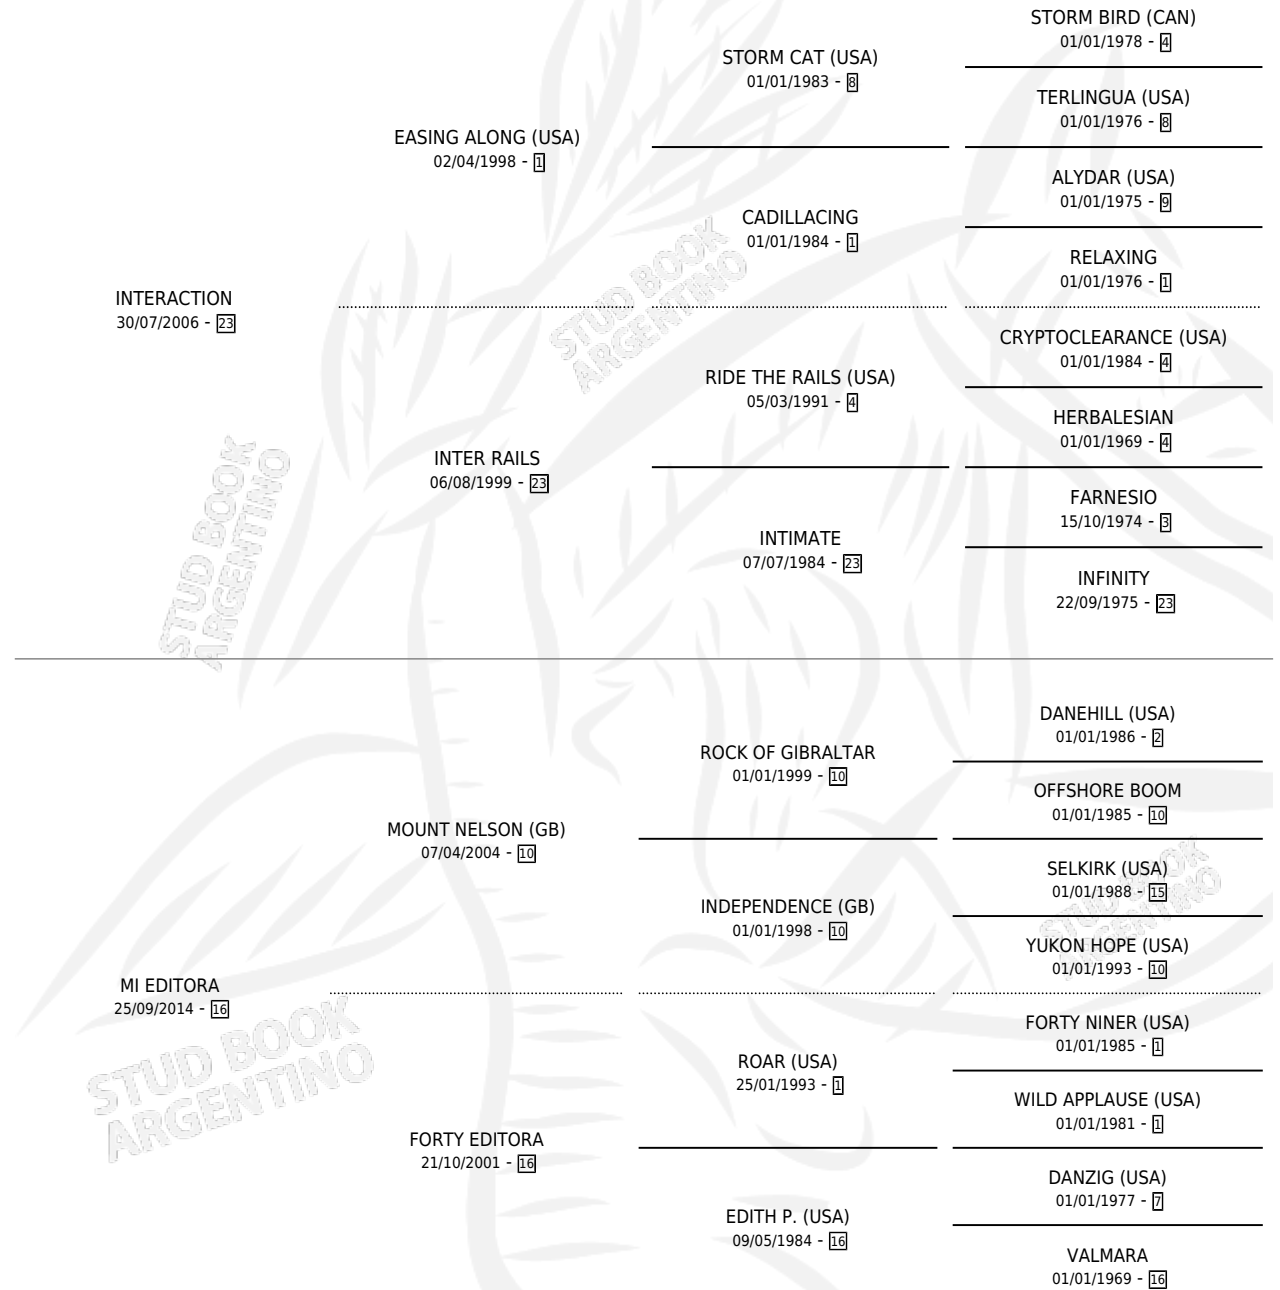 STORM BIRD (CAN)
01/01/1978 - 4
STORM CAT (USA)
01/01/1983 - 8
TERLINGUA (USA)
01/01/1976 - 8
EASING ALONG (USA)
02/04/1998 - 1
ALYDAR (USA)
01/01/1975 - 9
CADILLACING
01/01/1984 - 1
RELAXING
01/01/1976 - 1
INTERACTION
30/07/2006 - 23
CRYPTOCLEARANCE (USA)
01/01/1984 - 4
RIDE THE RAILS (USA)
05/03/1991 - 4
HERBALESIAN
01/01/1969 - 4
INTER RAILS
06/08/1999 - 23
FARNESIO
15/10/1974 - 3
INTIMATE
07/07/1984 - 23
INFINITY
22/09/1975 - 23
DANEHILL (USA)
01/01/1986 - 2
ROCK OF GIBRALTAR
01/01/1999 - 10
OFFSHORE BOOM
01/01/1985 - 10
MOUNT NELSON (GB)
07/04/2004 - 10
SELKIRK (USA)
01/01/1988 - 15
INDEPENDENCE (GB)
01/01/1998 - 10
YUKON HOPE (USA)
01/01/1993 - 10
MI EDITORA
25/09/2014 - 16
FORTY NINER (USA)
01/01/1985 - 1
ROAR (USA)
25/01/1993 - 1
WILD APPLAUSE (USA)
01/01/1981 - 1
FORTY EDITORA
21/10/2001 - 16
DANZIG (USA)
01/01/1977 - 7
EDITH P. (USA)
09/05/1984 - 16
VALMARA
01/01/1969 - 16
STUD BOOK
ARGENTINO
STUD BOOK
ARGENTINO
STUD BOOK
ARGENTINO
STUD BOOK
ARGENTINO